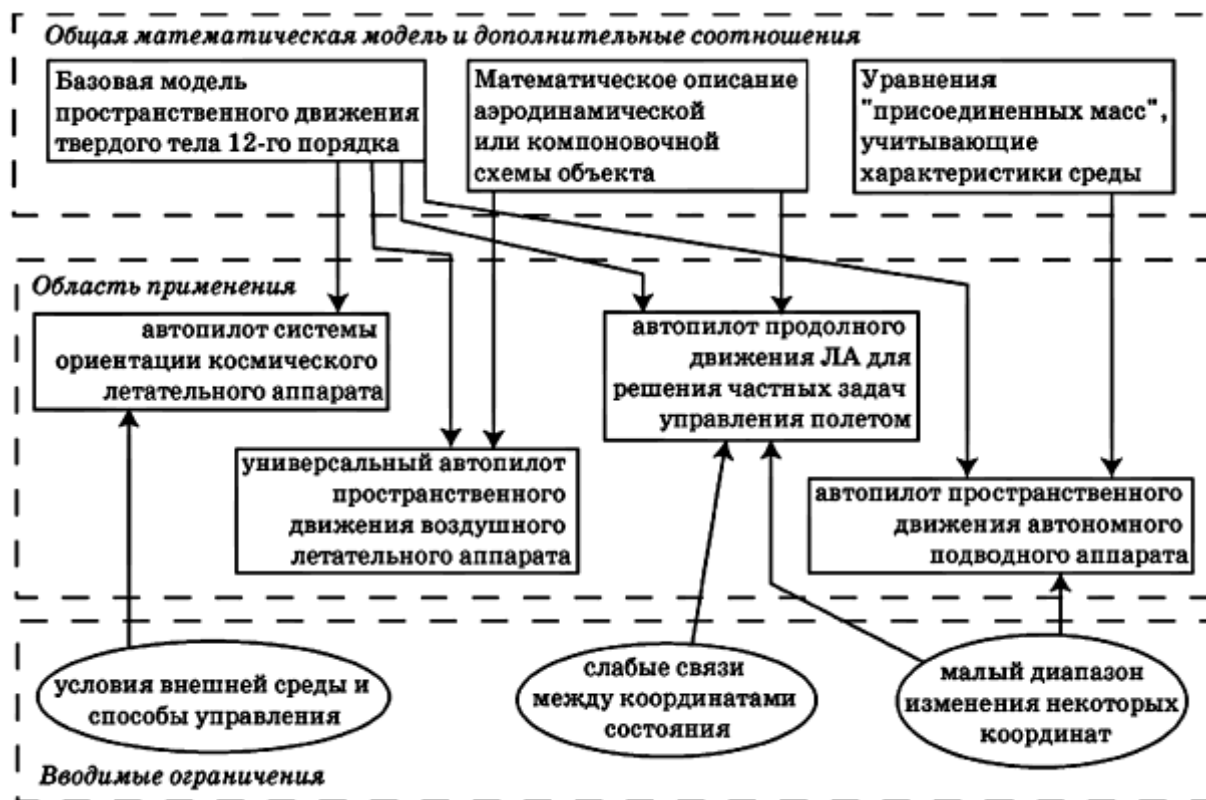 Общая математическая модель и дополнительные соотношения
Базовая модель
пространственного движения
твердого тела 12-го порядка
Математическое описание
аэродинамической
или компоновочной
схемы объекта
Уравнения
"присоединенных масс",
учитывающие
характеристики среды
Область применения
автопилот системы
ориентации космического
летательного аппарата
автопилот продолного
движения ЛА для
решения частных задач
управления полетом
универсальный автопилот
пространственного
движения воздушного
летательного аппарата
автопилот пространственного
движения автономного
подводного аппарата
условия внешней среды и
способы управления
слабые связи
между координатами
состояния
малый диапазон
изменения некоторых
координат
Вводимые ограничения